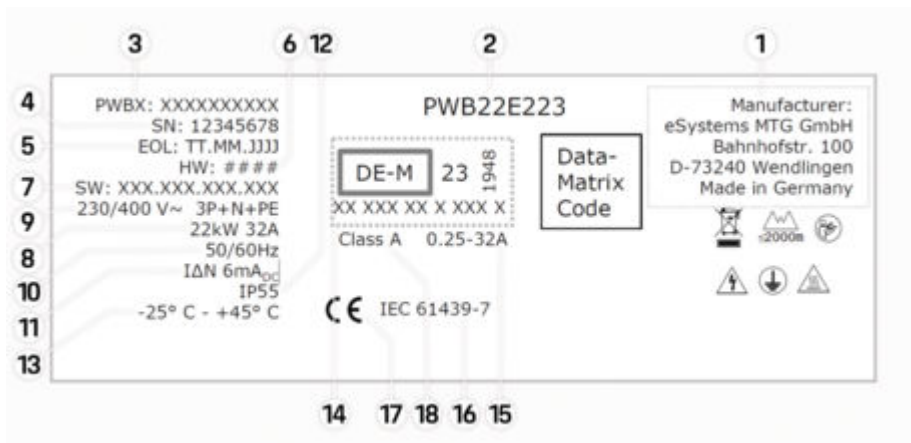 3 6 12 2 1
4
5
7
9
8
10
11
13
PWBX: XXXXXXXXXX
SN: 12345678
EOL: TT.MM.JJJJ
HW: ####
SW: XXX.XXX.XXX.XXX
230/400 V~ 3P+N+PE
22kW 32A
50/60Hz
IΔN 6mADC
IP55
-25° C - +45° C
PWB22E223
DE-M 23 1948
XX XXX XX X XXX X
Class A 0.25-32A
CE IEC 61439-7
Data-
Matrix
Code
Manufacturer:
eSystems MTG GmbH
Bahnhofstr. 100
D-73240 Wendlingen
Made in Germany
≤2000m
14 17 18 16 15